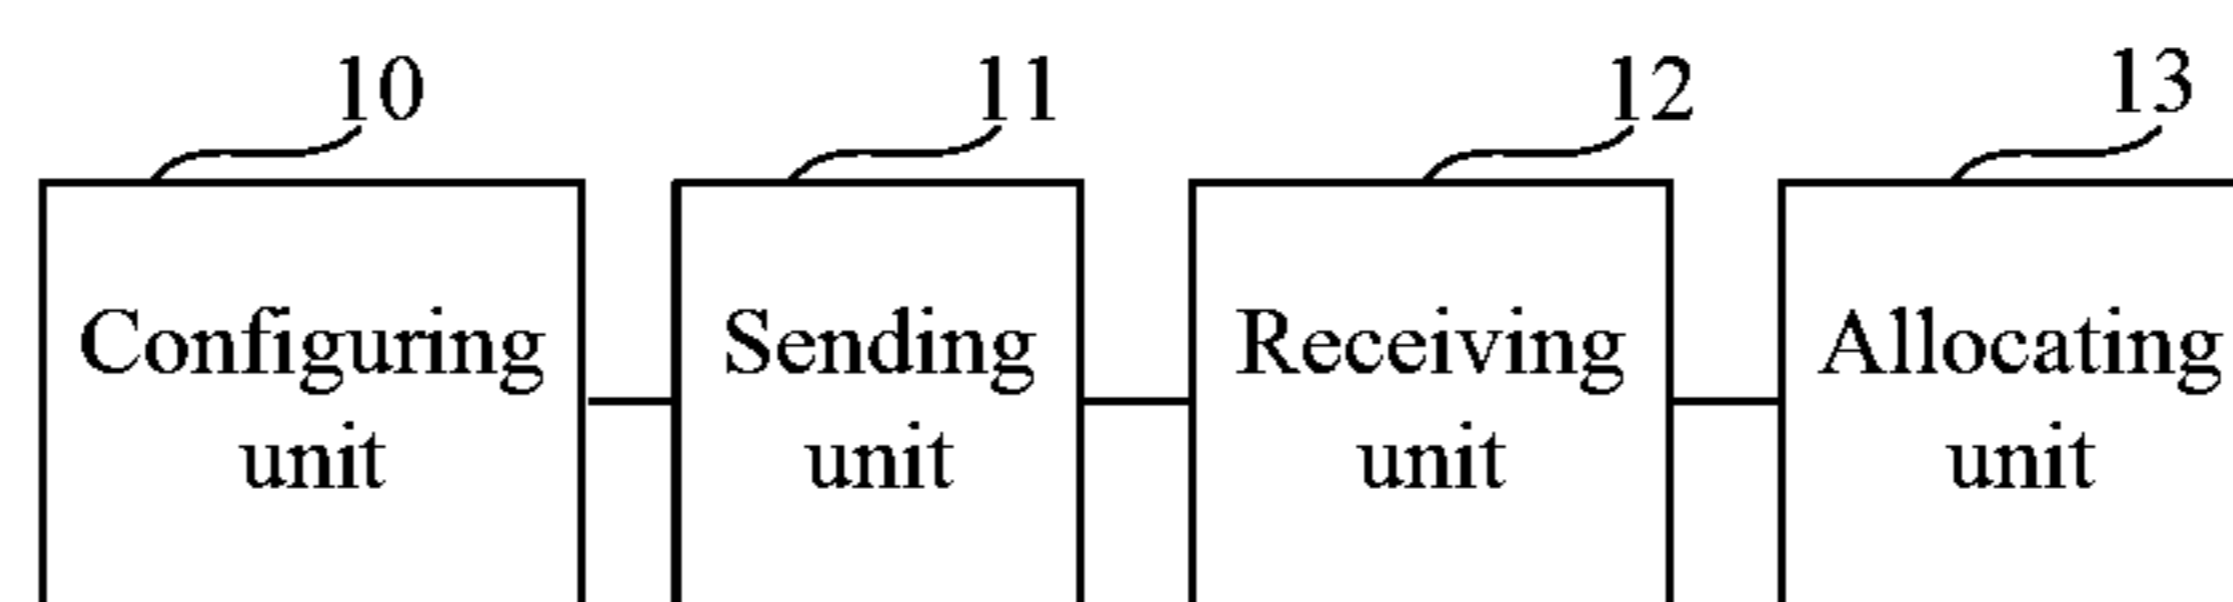 10
11
12
13
Configuring
unit
Sending
unit
Receiving
unit
Allocating
unit